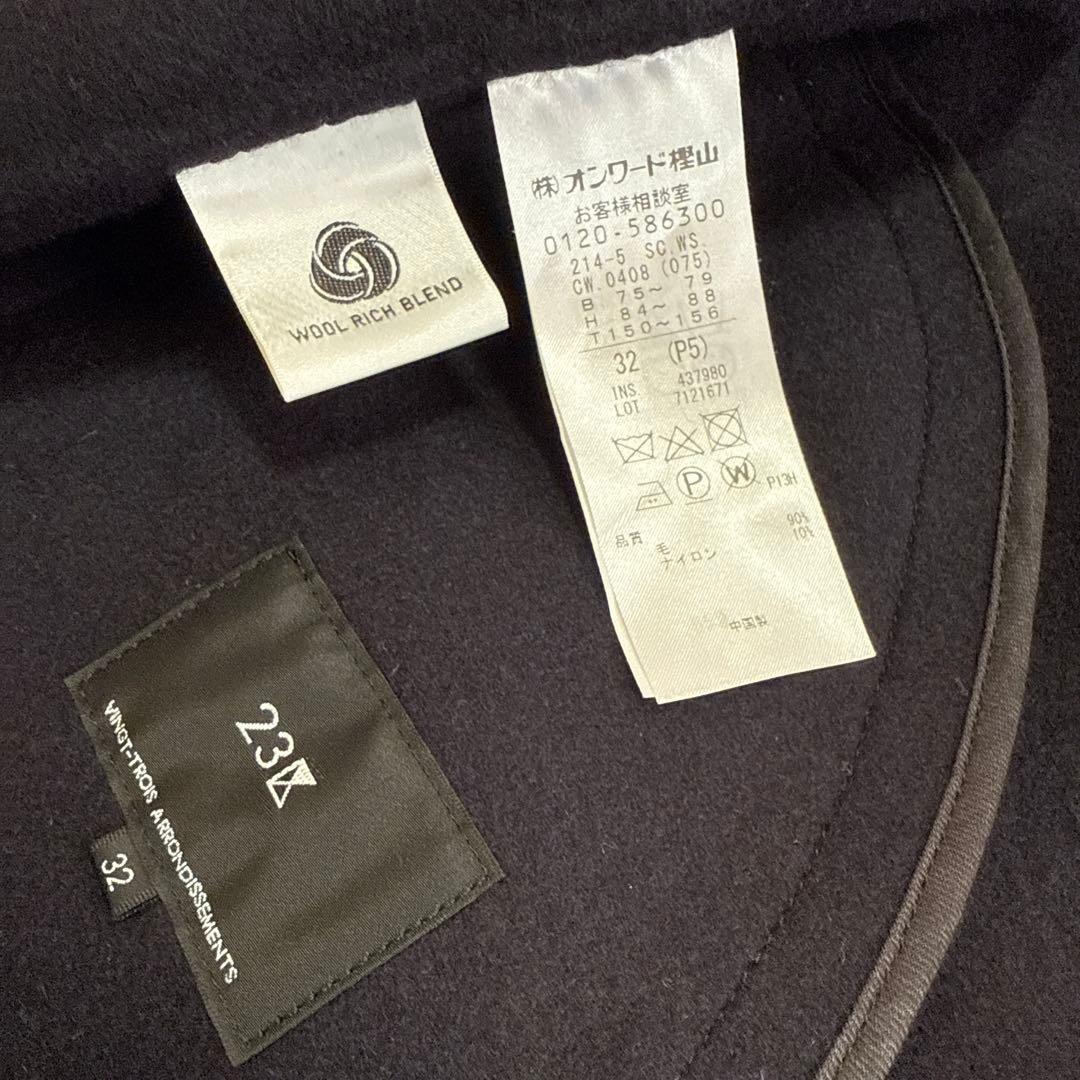 WOOL RICH BLEND
(株)オンワード樫山
お客様相談室
0120-586300
214-5 SC.WS.
CW.0408 (075)
B 75~ 79
H 84~ 88
T150~156
32 (P5)
INS 437980
LOT 7121671
P W P13H
品質 毛 90%
ナイロン 10%
中国製
23区
VINGT-TROIS ARRONDISSEMENTS
32